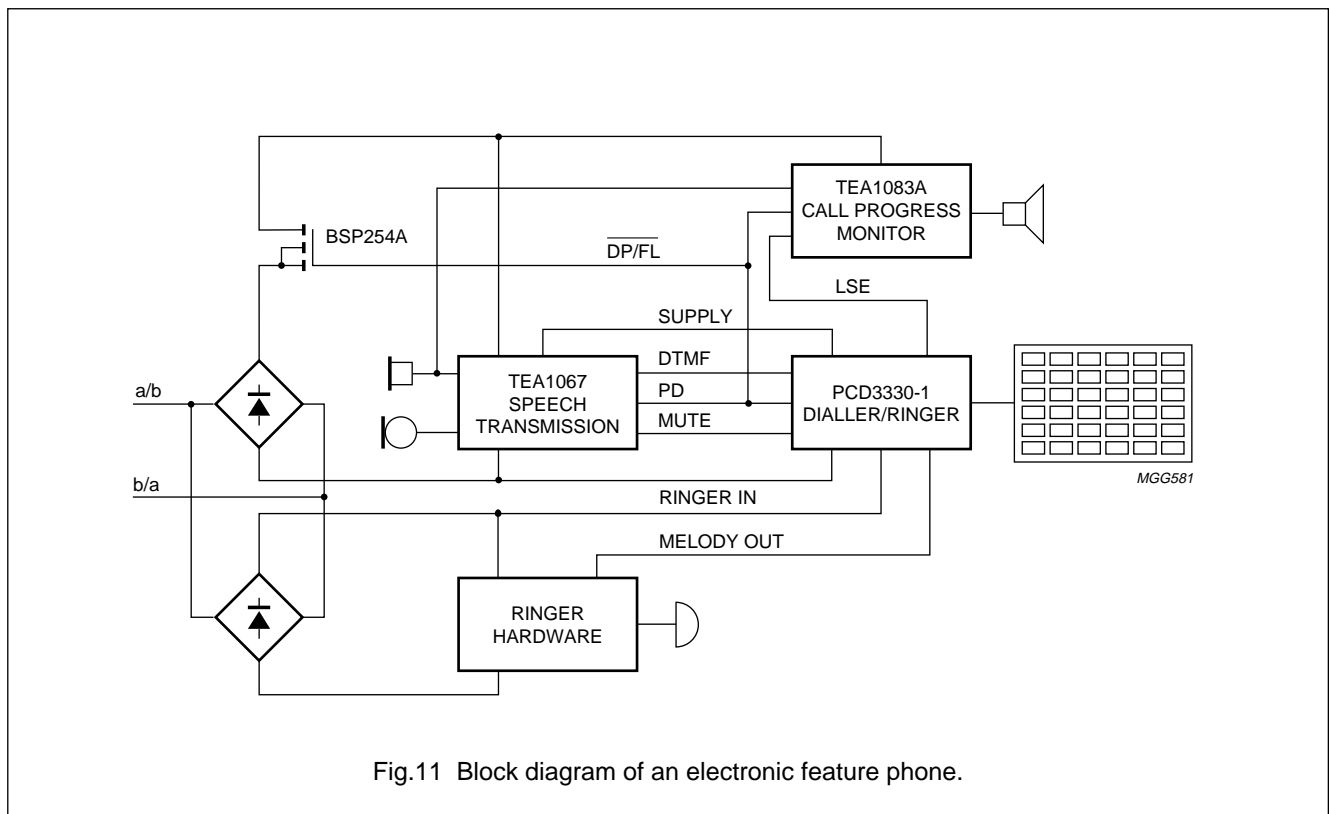 TEA1083A
CALL PROGRESS
MONITOR
BSP254A
DP/FL
LSE
SUPPLY
DTMF
PD
MUTE
TEA1067
SPEECH
TRANSMISSION
PCD3330-1
DIALLER/RINGER
a/b
b/a
MGG581
RINGER IN
MELODY OUT
RINGER
HARDWARE
Fig.11 Block diagram of an electronic feature phone.